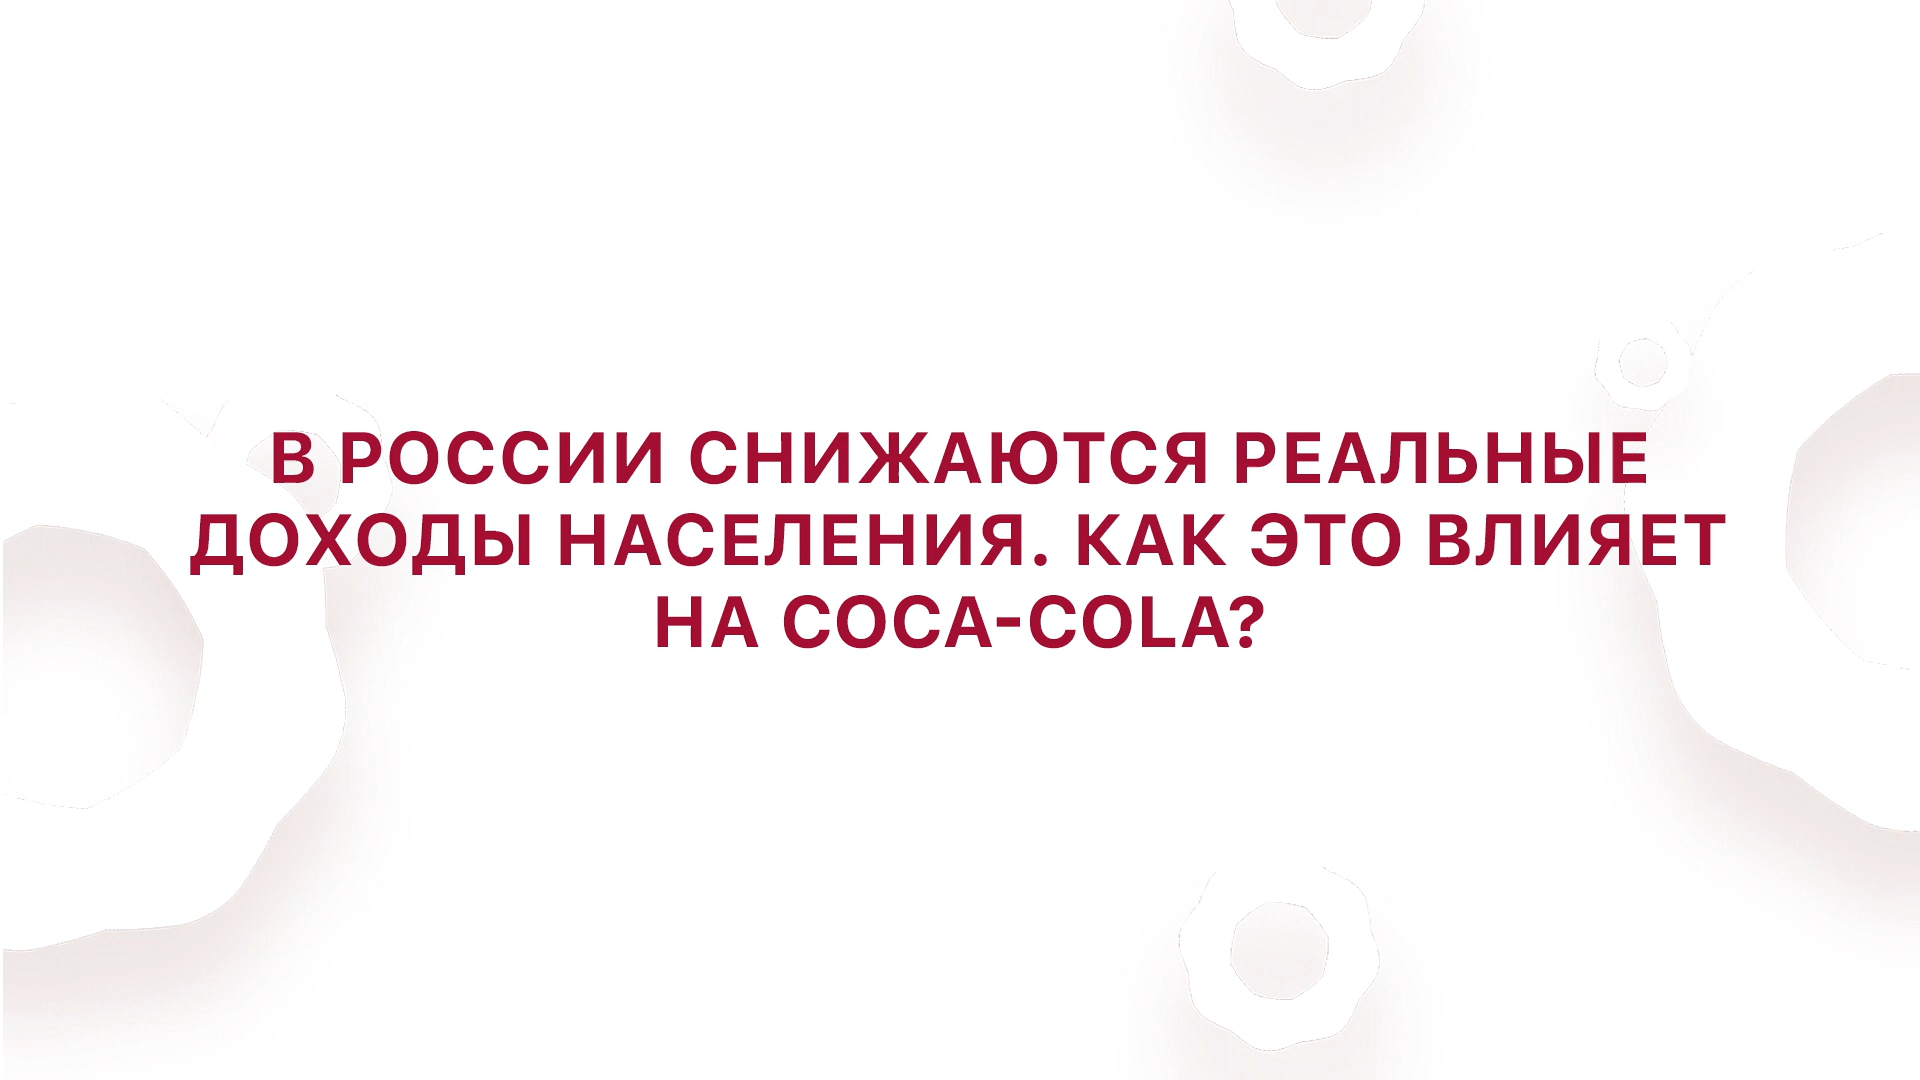 В РОССИИ СНИЖАЮТСЯ РЕАЛЬНЫЕ
ДОХОДЫ НАСЕЛЕНИЯ. КАК ЭТО ВЛИЯЕТ
НА COCA-COLA?